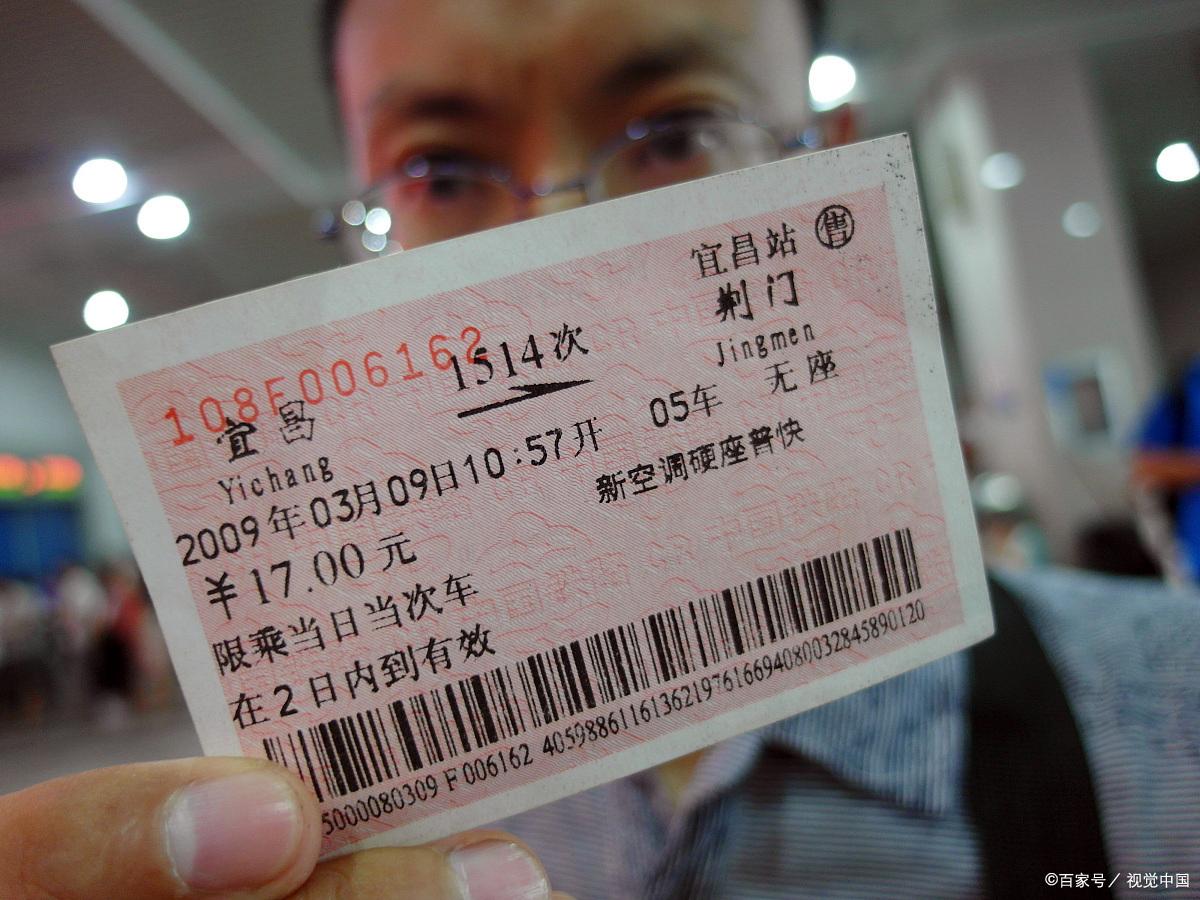 108F006162
宜昌站 售
宜昌 1514次 荆门
Yichang Jingmen
2009年03月09日10:57开 05车 无座
¥17.00元 新空调硬座普快
限乘当日当次车
在2日内到有效
5000080309 F006162 40598861161362197616694080032845890120
©百家号/视觉中国